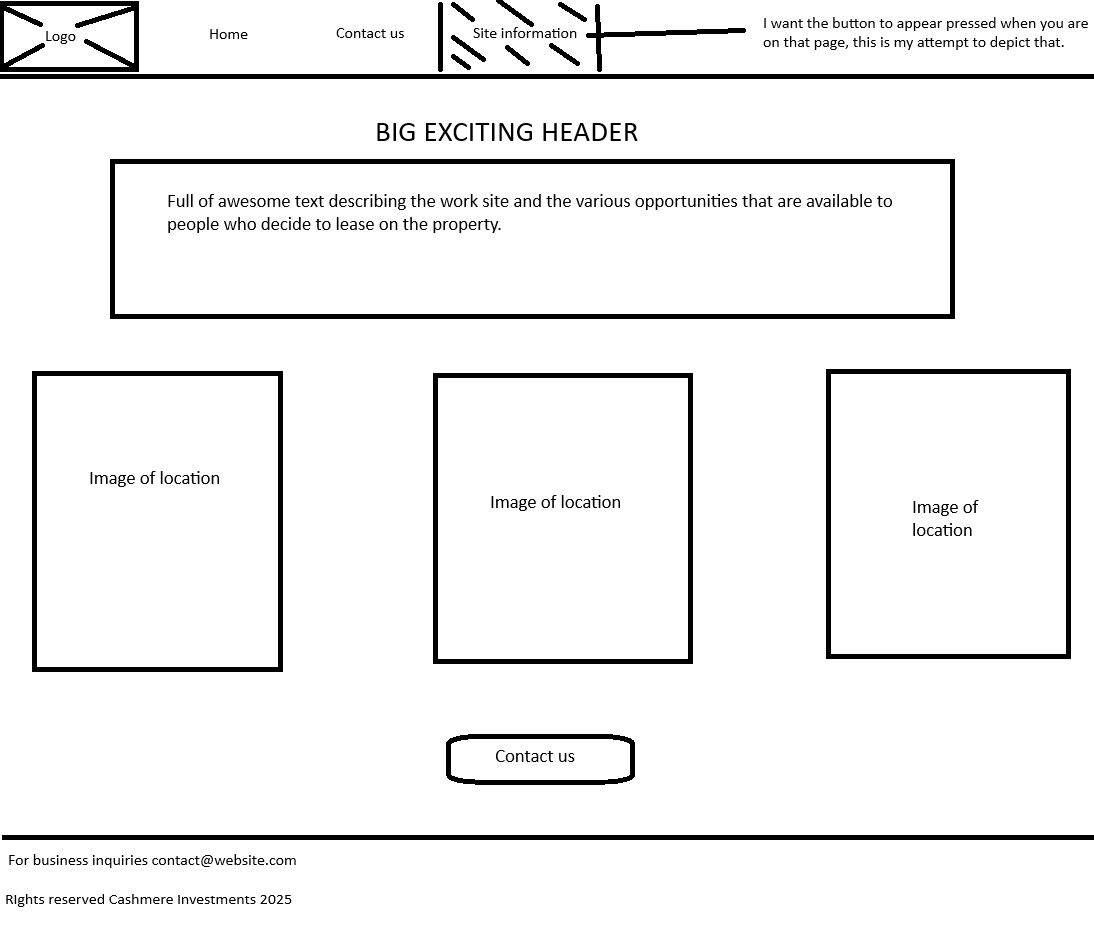 Logo
Home
Contact us
Site information
I want the button to appear pressed when you are
on that page, this is my attempt to depict that.
BIG EXCITING HEADER
Full of awesome text describing the work site and the various opportunities that are available to
people who decide to lease on the property.
Image of location
Image of location
Image of
location
Contact us
For business inquiries contact@website.com
RIghts reserved Cashmere Investments 2025